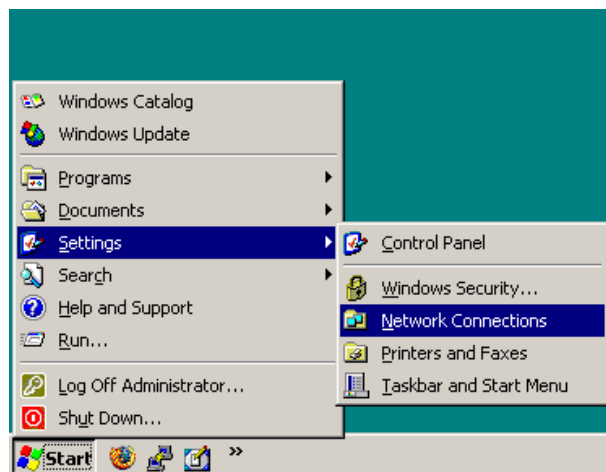 Windows Catalog
Windows Update
Programs
Documents
Settings
Search
Help and Support
Run...
Log Off Administrator...
Shut Down...
Control Panel
Windows Security...
Network Connections
Printers and Faxes
Taskbar and Start Menu
Start
»